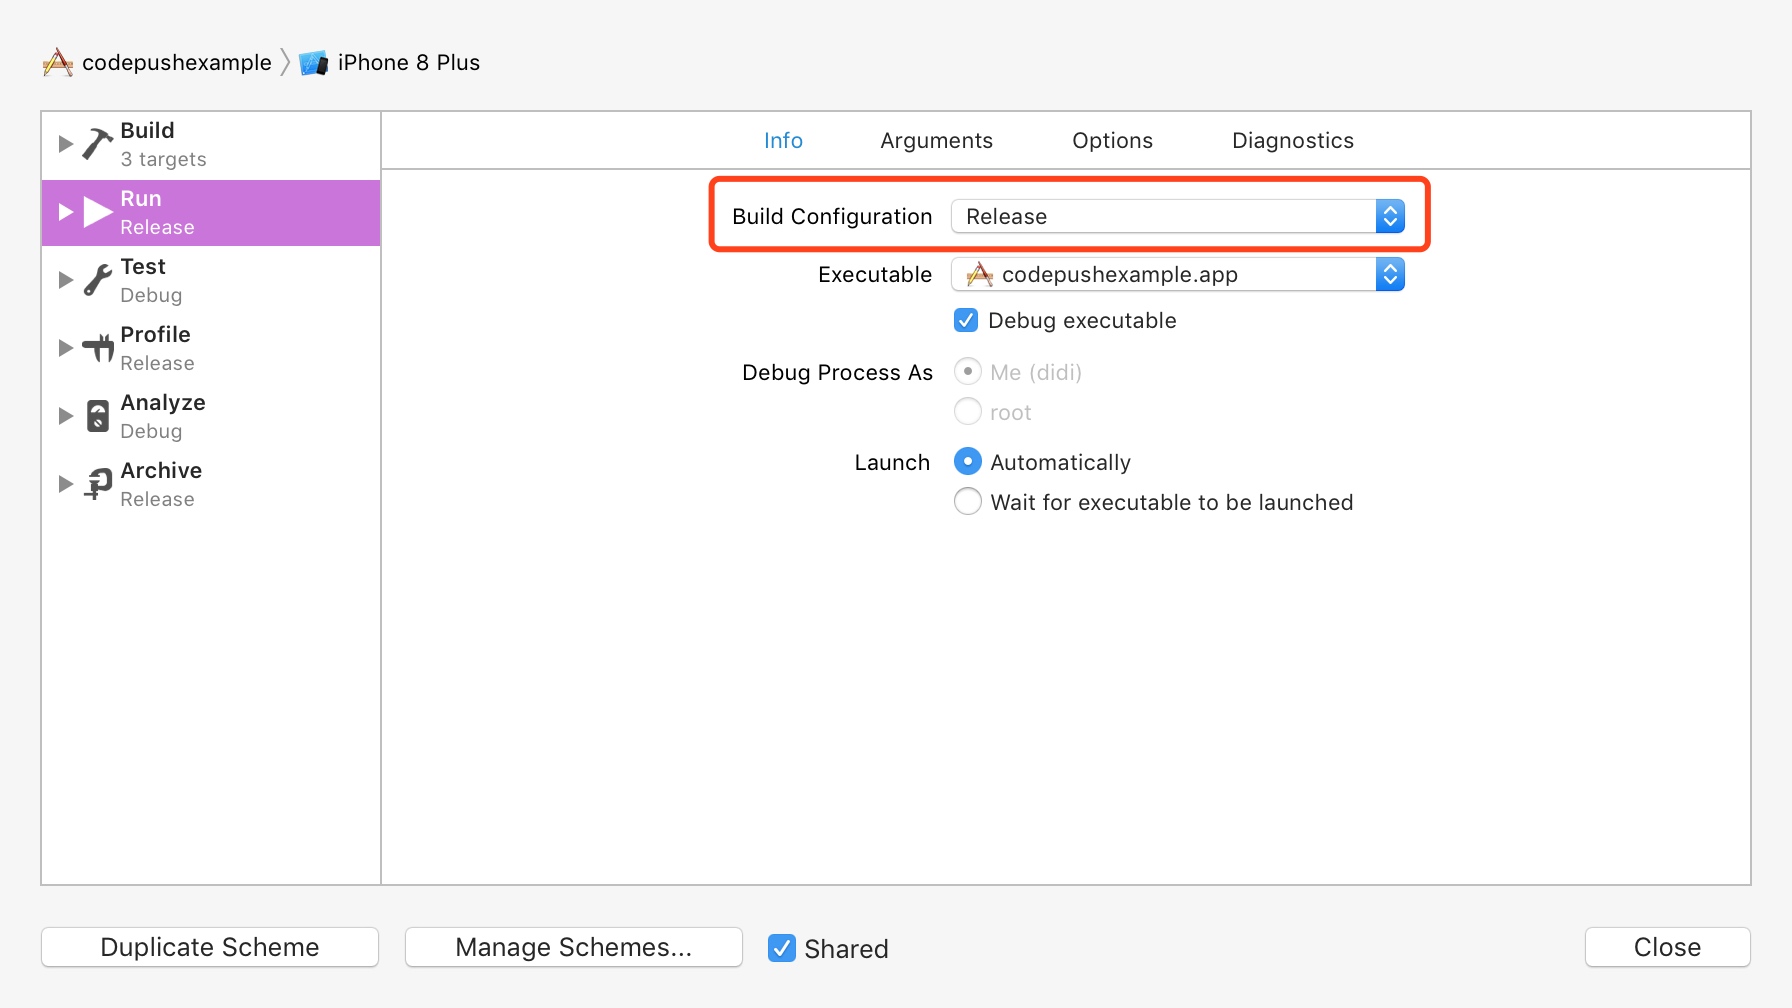 codepushexample iPhone 8 Plus
Build
3 targets
Run
Release
Test
Debug
Profile
Release
Analyze
Debug
Archive
Release
Info Arguments Options Diagnostics
Build Configuration Release
Executable codepushexample.app
Debug executable
Debug Process As Me (didi)
root
Launch Automatically
Wait for executable to be launched
Duplicate Scheme Manage Schemes... Shared Close